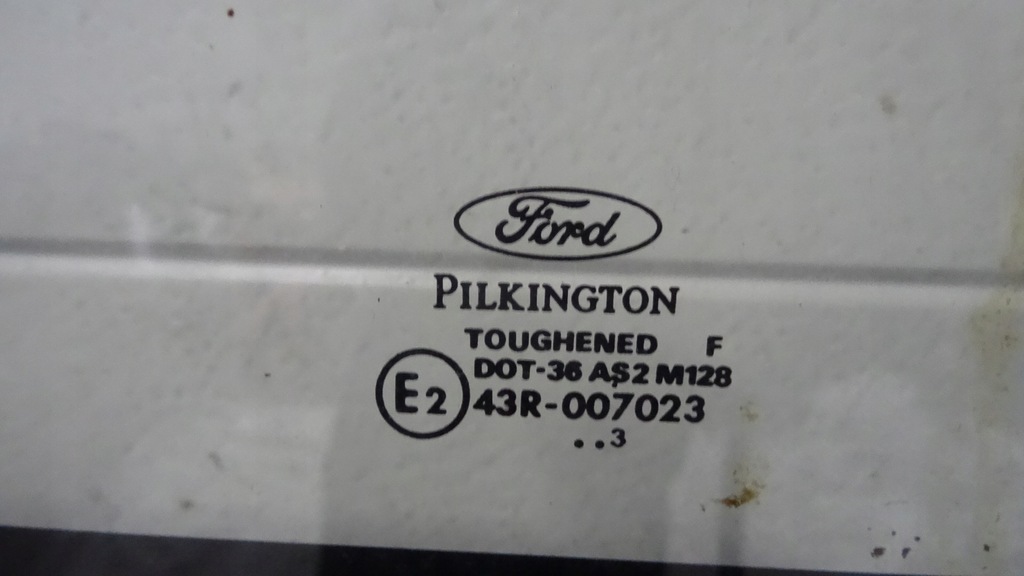 Ford
PILKINGTON
TOUGHENED F
DOT-36 AS2 M128
E2 43R-007023
..3